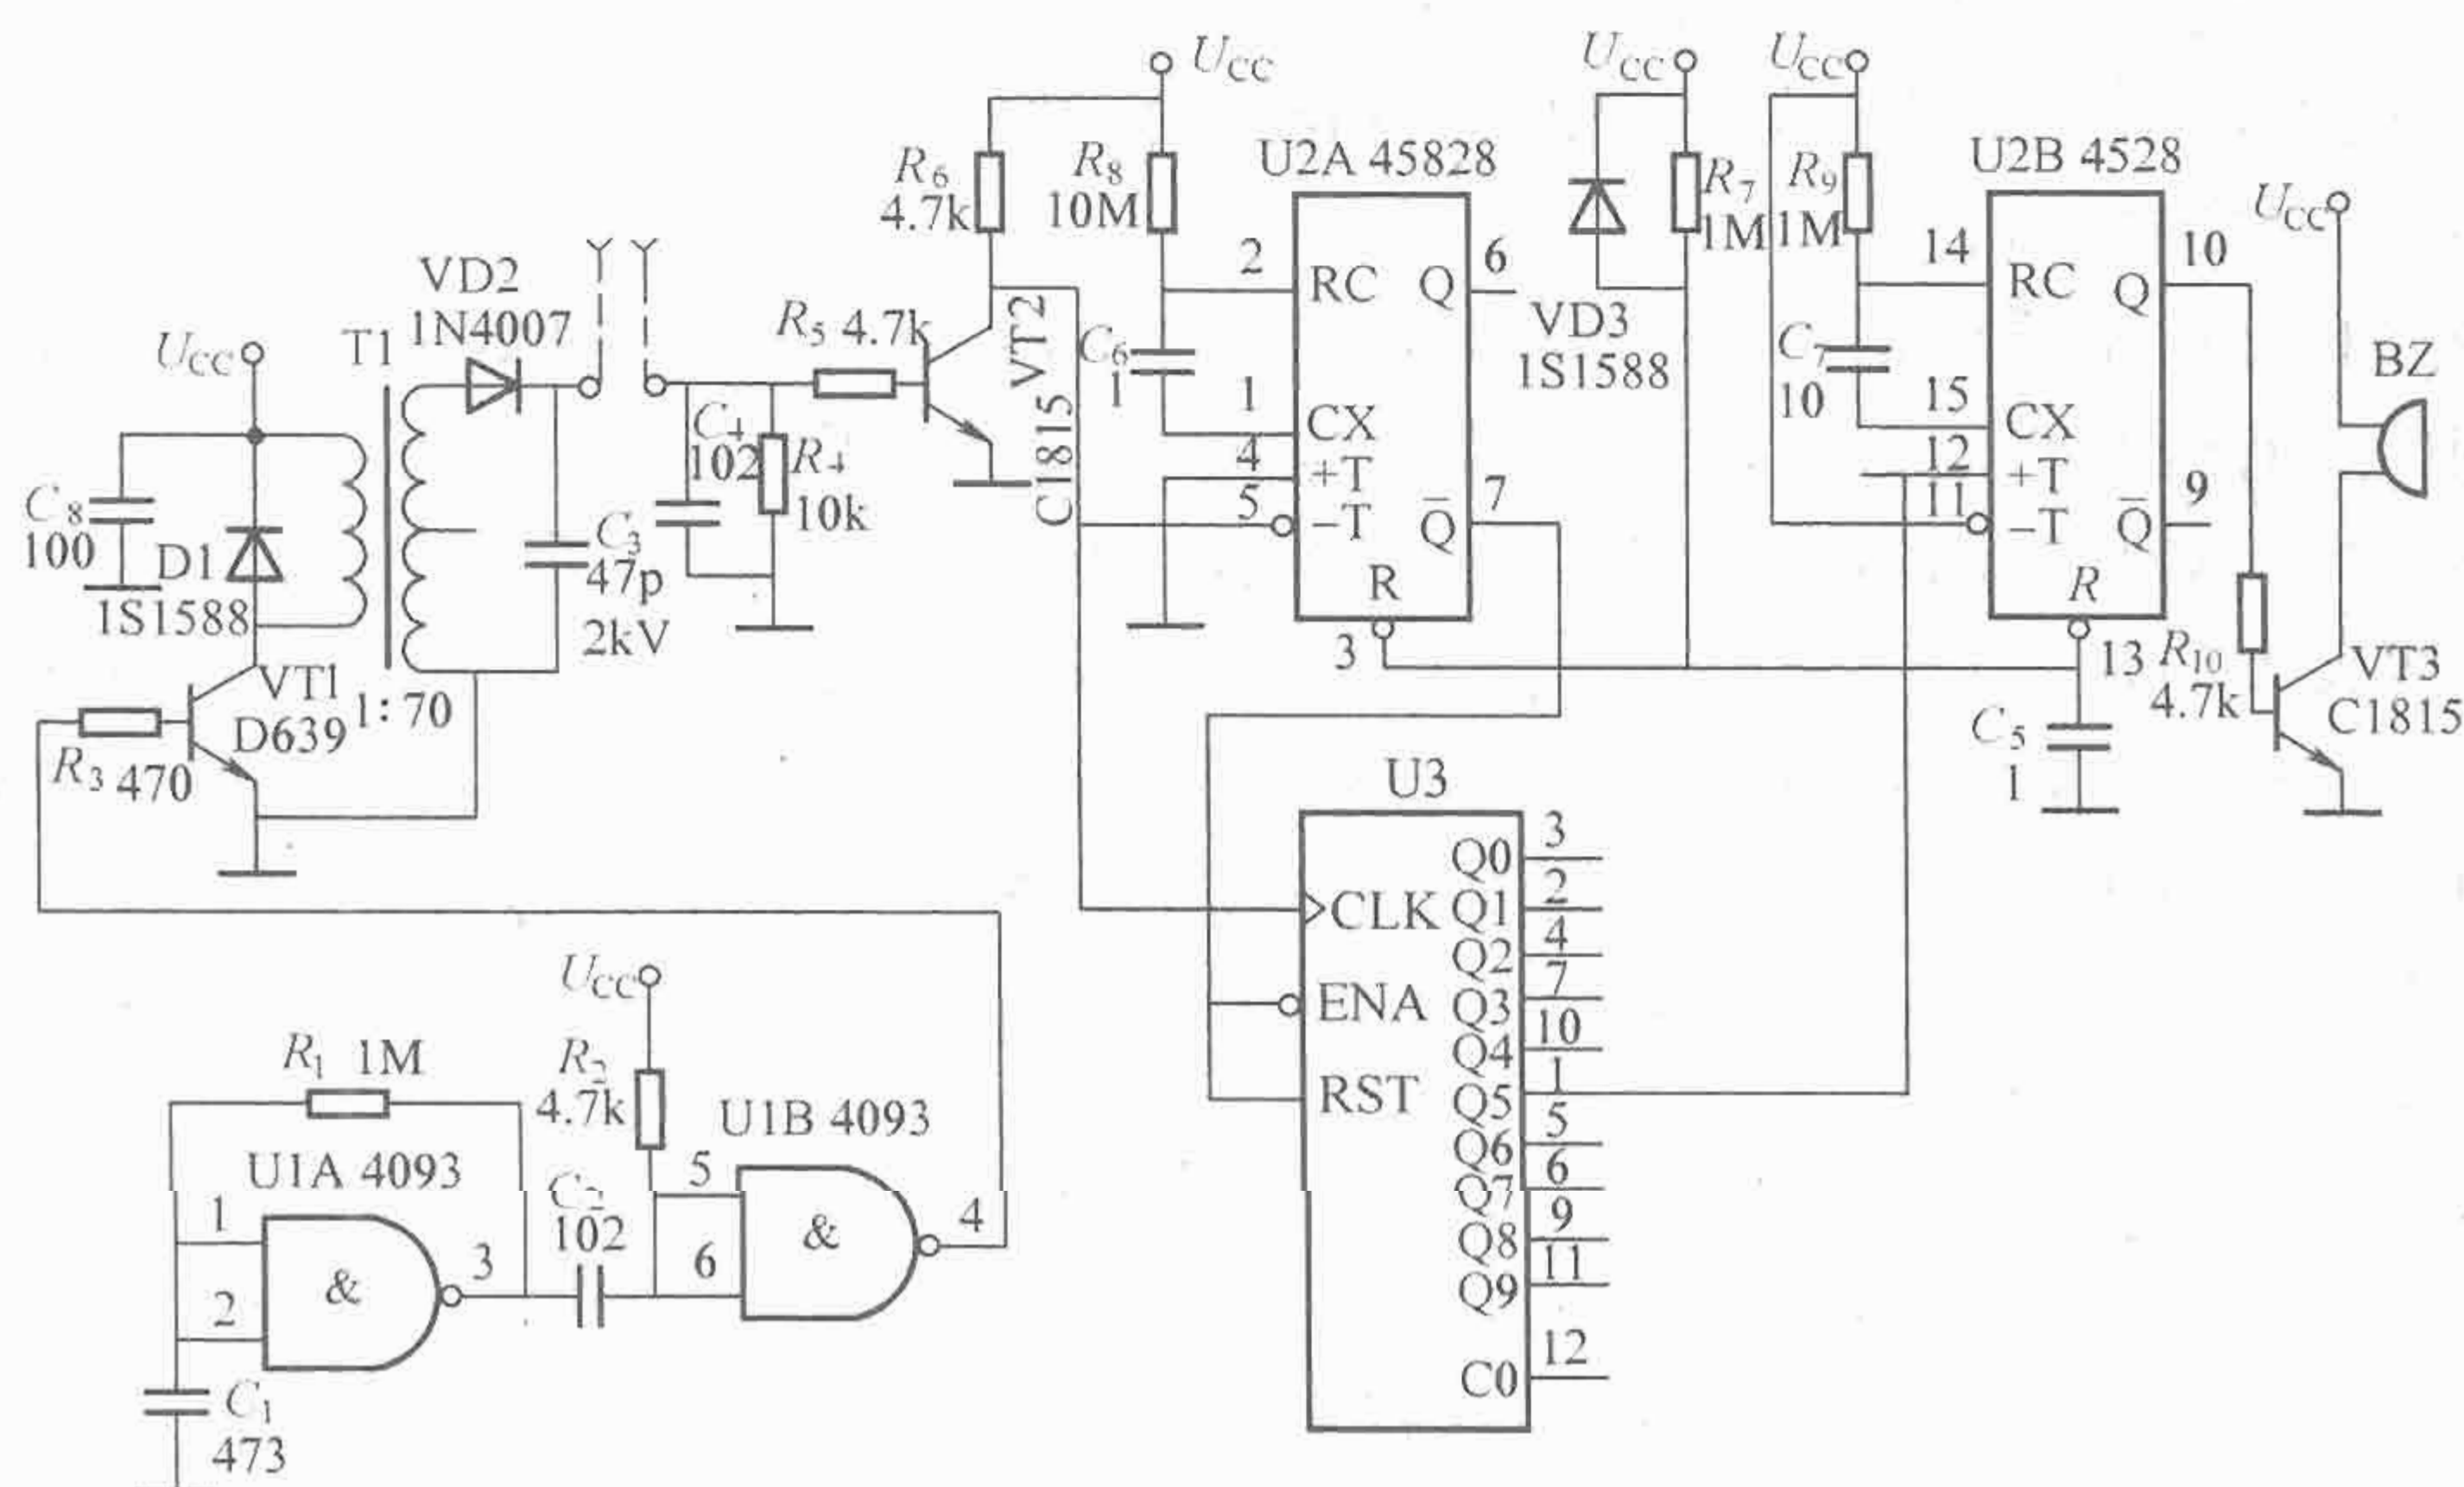 UCC
R6
4.7k
R8
10M
U2A 45828
2
RC
Q
6
C6
1
1
CX
4
+T
5
−T
7
Q̅
R
3
UCC
R7
1M
VD3
1S1588
UCC
R9
1M
U2B 4528
14
RC
Q
10
C7
10
15
CX
12
+T
11
−T
9
Q̅
R
13
C5
1
UCC
BZ
R10
4.7k
VT3
C1815
VD2
1N4007
UCC
T1
R5 4.7k
VT2
C1815
C4
102
R4
10k
C3
47p
2kV
C8
100
D1
1S1588
VT1
D639
1:70
R3 470
U3
CLK
ENA
RST
Q0
3
Q1
2
Q2
4
Q3
7
Q4
10
Q5
1
Q6
5
Q7
6
Q8
9
Q9
11
C0
12
UCC
R1 1M
R2
4.7k
U1B 4093
U1A 4093
1
2
&
3
C2
102
5
6
&
4
C1
473